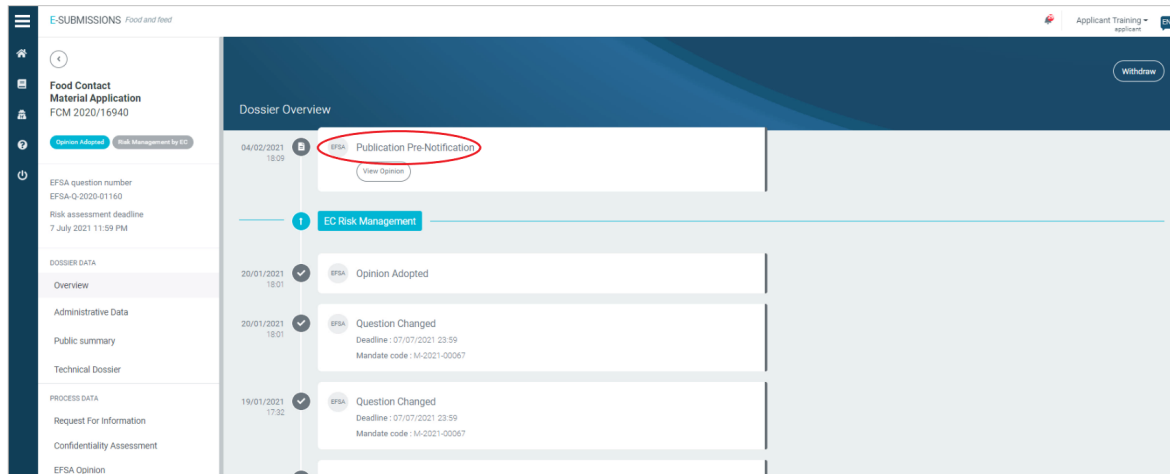 E-SUBMISSIONS Food and feed
Applicant Training
applicant
EN
Food Contact
Material Application
FCM 2020/16940
Opinion Adopted
Risk Management by EC
EFSA question number
EFSA-Q-2020-01160
Risk assessment deadline
7 July 2021 11:59 PM
DOSSIER DATA
Overview
Administrative Data
Public summary
Technical Dossier
PROCESS DATA
Request For Information
Confidentiality Assessment
EFSA Opinion
Withdraw
Dossier Overview
04/02/2021
18:09
EFSA
Publication Pre-Notification
View Opinion
EC Risk Management
20/01/2021
18:01
EFSA
Opinion Adopted
20/01/2021
18:01
EFSA
Question Changed
Deadline : 07/07/2021 23:59
Mandate code : M-2021-00067
19/01/2021
17:32
EFSA
Question Changed
Deadline : 07/07/2021 23:59
Mandate code : M-2021-00067